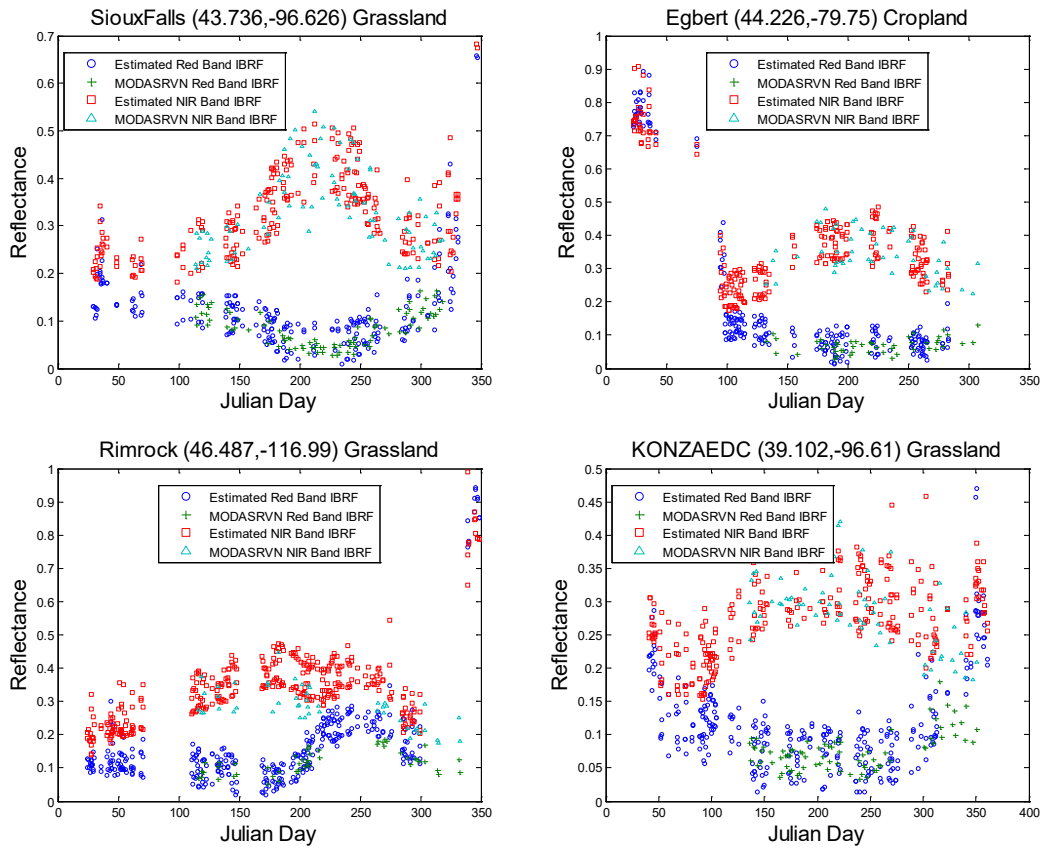 SiouxFalls (43.736,-96.626) Grassland
0.7
0.6
0.5
0.4
0.3
0.2
0.1
0
Reflectance
Estimated Red Band IBRF
MODASRVN Red Band IBRF
Estimated NIR Band IBRF
MODASRVN NIR Band IBRF
0 50 100 150 200 250 300 350
Julian Day
Egbert (44.226,-79.75) Cropland
1
0.9
0.8
0.7
0.6
0.5
0.4
0.3
0.2
0.1
0
Reflectance
Estimated Red Band IBRF
MODASRVN Red Band IBRF
Estimated NIR Band IBRF
MODASRVN NIR Band IBRF
0 50 100 150 200 250 300 350
Julian Day
Rimrock (46.487,-116.99) Grassland
1
0.9
0.8
0.7
0.6
0.5
0.4
0.3
0.2
0.1
0
Reflectance
Estimated Red Band IBRF
MODASRVN Red Band IBRF
Estimated NIR Band IBRF
MODASRVN NIR Band IBRF
0 50 100 150 200 250 300 350
Julian Day
KONZAEDC (39.102,-96.61) Grassland
0.5
0.45
0.4
0.35
0.3
0.25
0.2
0.15
0.1
0.05
0
Reflectance
Estimated Red Band IBRF
MODASRVN Red Band IBRF
Estimated NIR Band IBRF
MODASRVN NIR Band IBRF
0 50 100 150 200 250 300 350 400
Julian Day